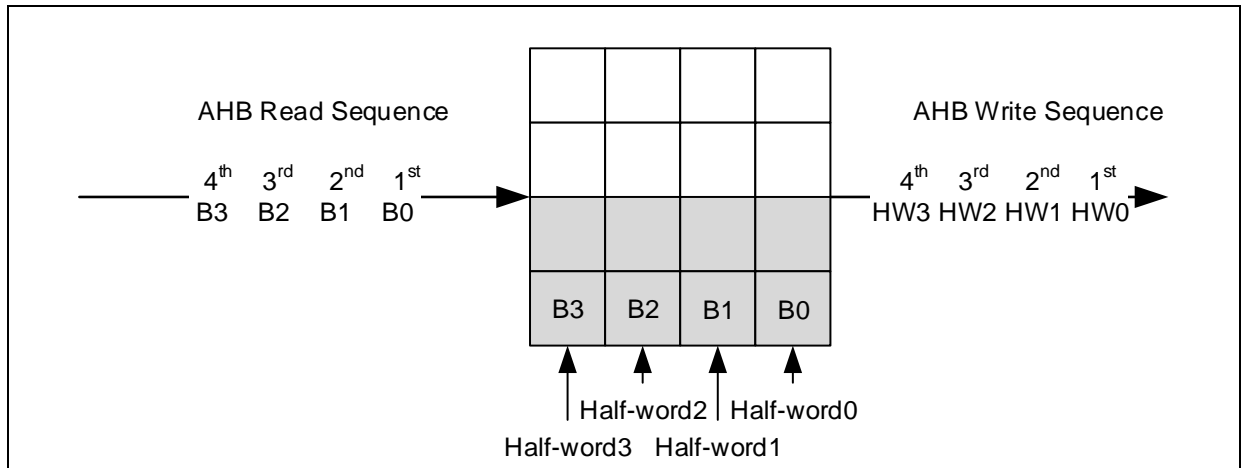 AHB Read Sequence
4th 3rd 2nd 1st
B3 B2 B1 B0
B3 B2 B1 B0
Half-word2 Half-word0
Half-word3 Half-word1
AHB Write Sequence
4th 3rd 2nd 1st
HW3 HW2 HW1 HW0